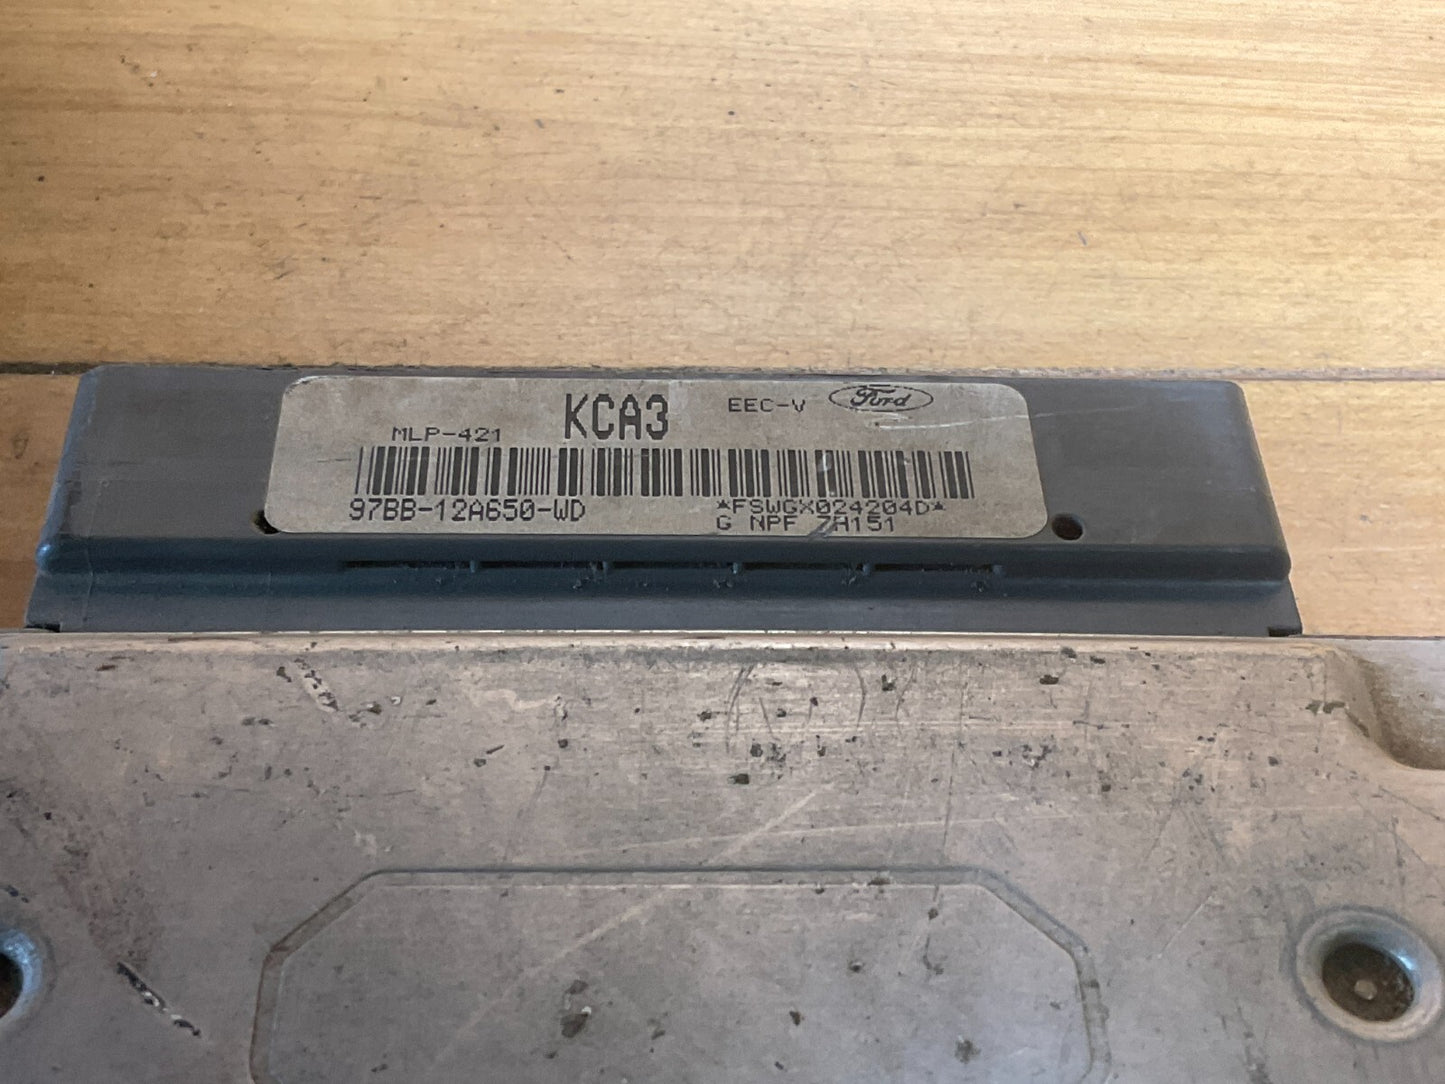 KCA3 EEC-V Ford
MLP-421
97BB-12A650-WD *FSWGX024204D*
G NPF 7H151